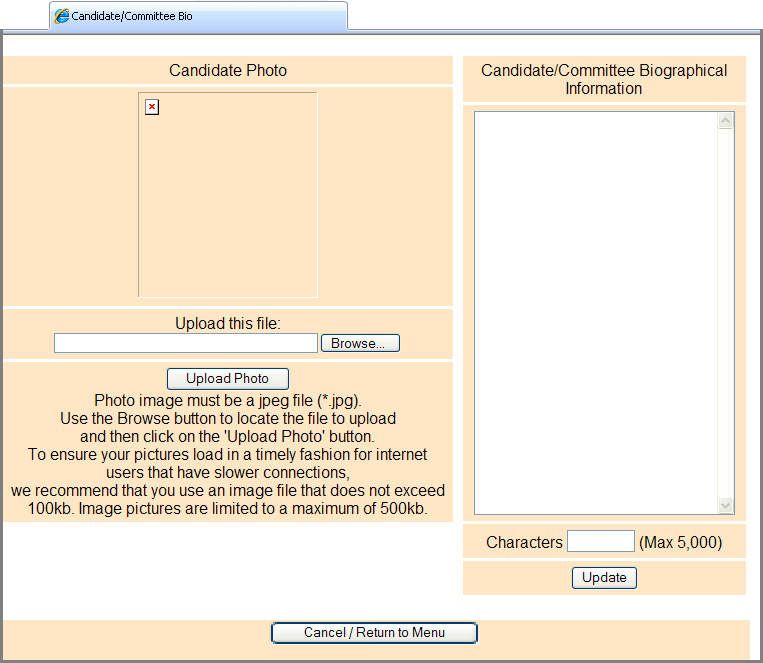 Candidate/Committee Bio
Candidate Photo
Upload this file:
Browse...
Upload Photo
Photo image must be a jpeg file (*.jpg).
Use the Browse button to locate the file to upload
and then click on the 'Upload Photo' button.
To ensure your pictures load in a timely fashion for internet
users that have slower connections,
we recommend that you use an image file that does not exceed
100kb. Image pictures are limited to a maximum of 500kb.
Candidate/Committee Biographical
Information
Characters (Max 5,000)
Update
Cancel / Return to Menu